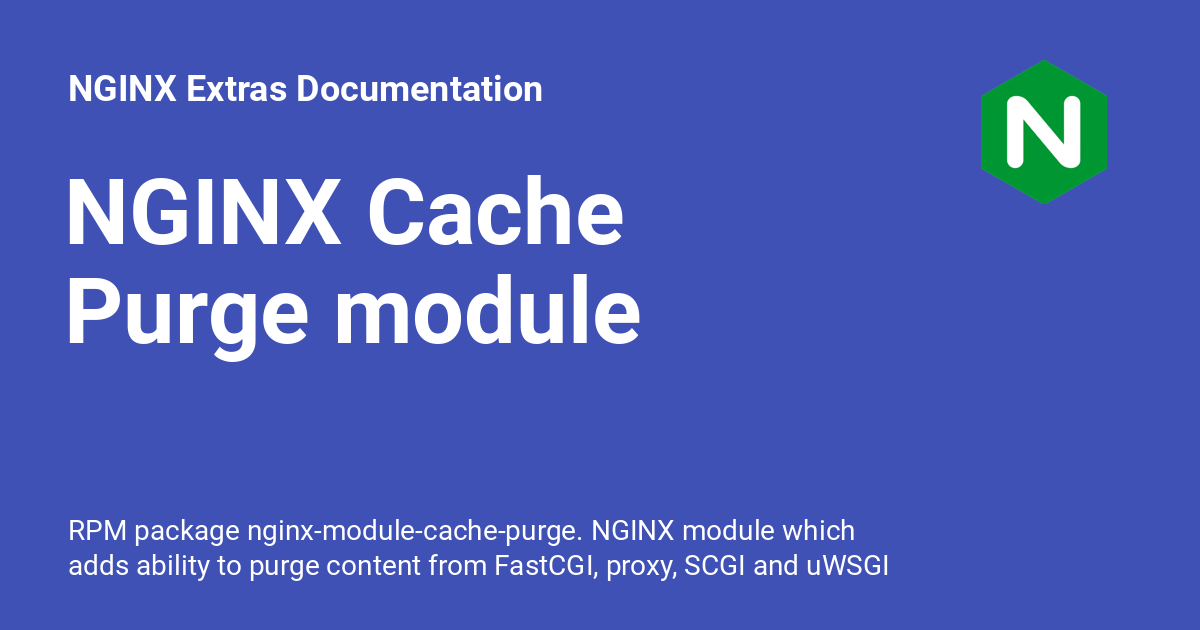 NGINX Extras Documentation
N
NGINX Cache
Purge module
RPM package nginx-module-cache-purge. NGINX module which
adds ability to purge content from FastCGI, proxy, SCGI and uWSGI